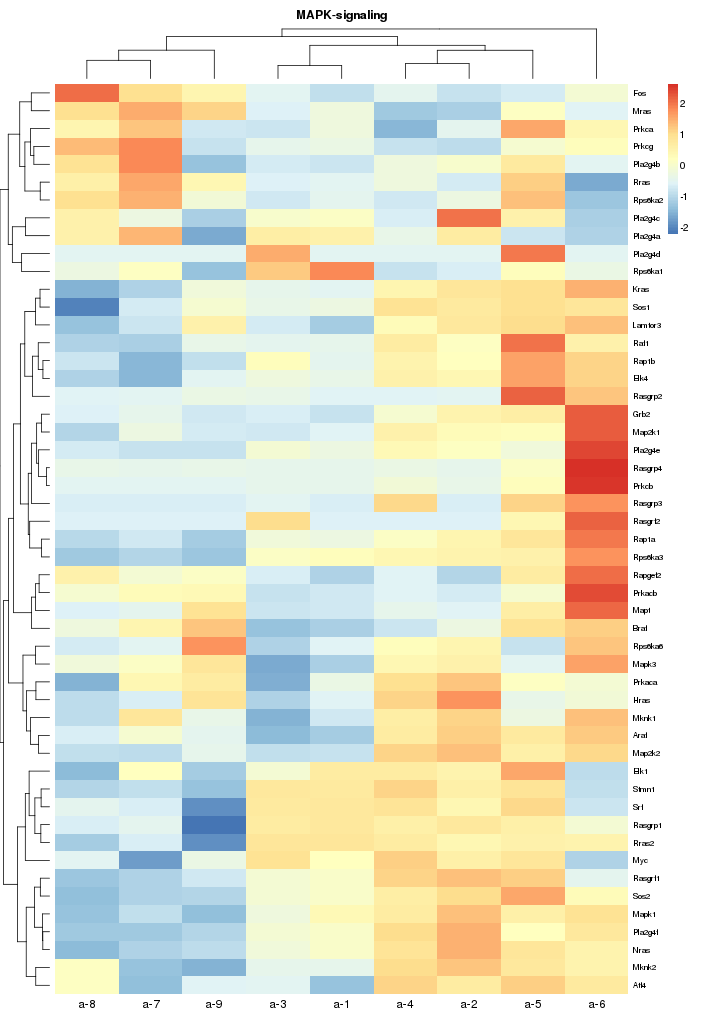 MAPK-signaling
Fos
Mras
Prkca
Prkcg
Pla2g4b
Rras
Rps6ka2
Pla2g4c
Pla2g4a
Pla2g4d
Rps6ka1
Kras
Sos1
Lamtor3
Raf1
Rap1b
Elk4
Rasgrp2
Grb2
Map2k1
Pla2g4e
Rasgrp4
Prkcb
Rasgrp3
Rasgrf2
Rap1a
Rps6ka3
Rapgef2
Prkacb
Mapt
Braf
Rps6ka6
Mapk3
Prkaca
Hras
Mknk1
Araf
Map2k2
Elk1
Stmn1
Srf
Rasgrp1
Rras2
Myc
Rasgrf1
Sos2
Mapk1
Pla2g4f
Nras
Mknk2
Atf4
2
1
0
-1
-2
a-8 a-7 a-9 a-3 a-1 a-4 a-2 a-5 a-6